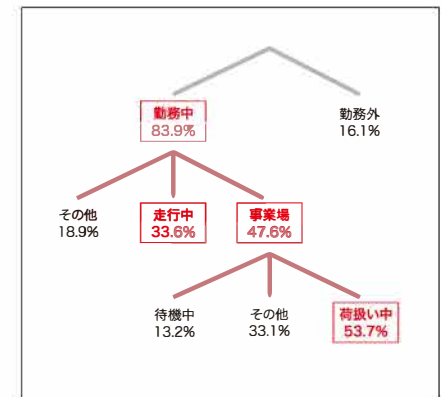 勤務中
83.9%
勤務外
16.1%
その他
18.9%
走行中
33.6%
事業場
47.6%
待機中
13.2%
その他
33.1%
荷扱い中
53.7%